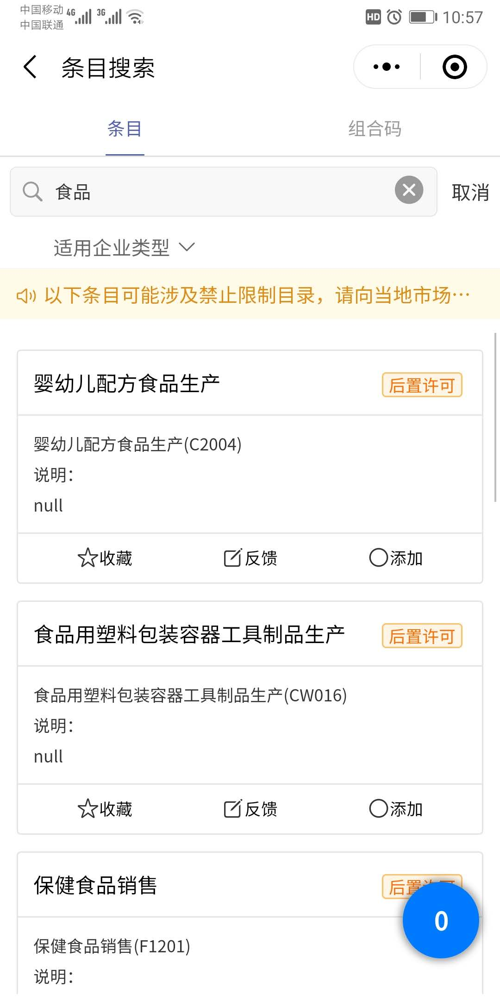 中国移动 4G 3G HD 10:57
中国联通
条目搜索
条目 组合码
食品 取消
适用企业类型
以下条目可能涉及禁止限制目录，请向当地市场…
婴幼儿配方食品生产 后置许可
婴幼儿配方食品生产(C2004)
说明：
null
收藏 反馈 添加
食品用塑料包装容器工具制品生产 后置许可
食品用塑料包装容器工具制品生产(CW016)
说明：
null
收藏 反馈 添加
保健食品销售 后置许可
0
保健食品销售(F1201)
说明：